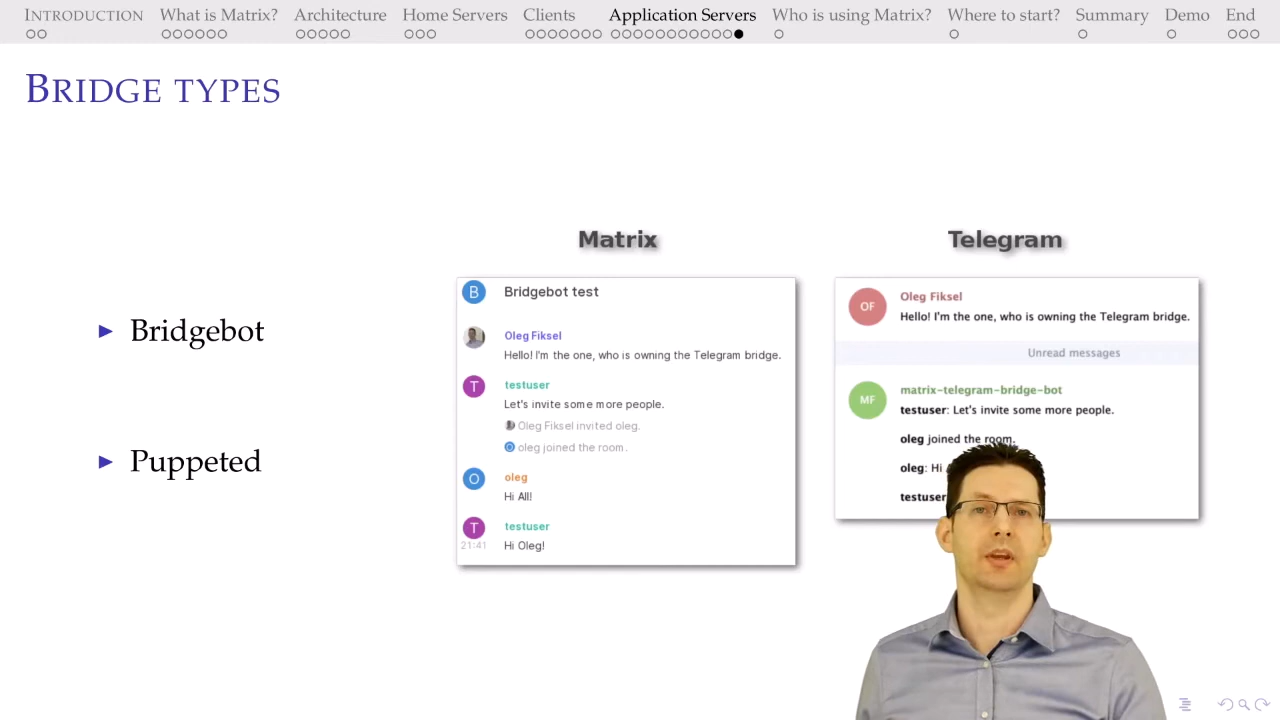 INTRODUCTION What is Matrix? Architecture Home Servers Clients Application Servers Who is using Matrix? Where to start? Summary Demo End
BRIDGE TYPES
Bridgebot
Puppeted
Matrix
B Bridgebot test
Oleg Fiksel
Hello! I'm the one, who is owning the Telegram bridge.
T testuser
Let's invite some more people.
Oleg Fiksel invited oleg.
O oleg joined the room.
O oleg
Hi All!
T testuser
21:41 Hi Oleg!
Telegram
OF Oleg Fiksel
Hello! I'm the one, who is owning the Telegram bridge.
Unread messages
MF matrix-telegram-bridge-bot
testuser: Let's invite some more people.
oleg joined the room.
oleg: Hi
testuser